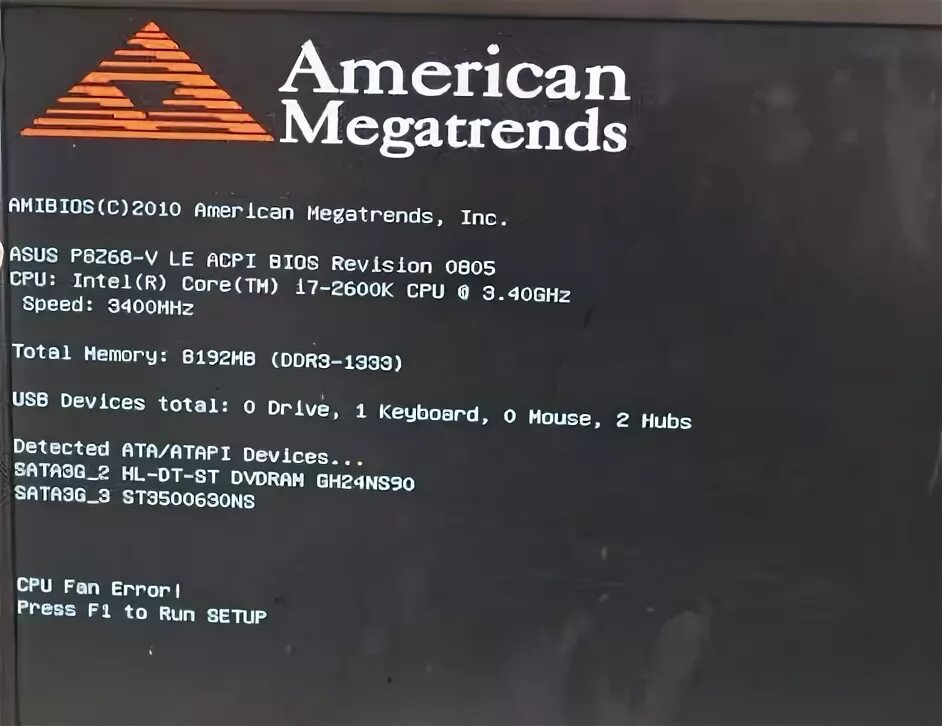 American
Megatrends
AMIBIOS(C)2010 American Megatrends, Inc.
ASUS P8Z68-V LE ACPI BIOS Revision 0805
CPU: Intel(R) Core(TM) i7-2600K CPU @ 3.40GHz
Speed: 3400MHz
Total Memory: 8192MB (DDR3-1333)
USB Devices total: 0 Drive, 1 Keyboard, 0 Mouse, 2 Hubs
Detected ATA/ATAPI Devices...
SATA3G_2 HL-DT-ST DVDRAM GH24NS90
SATA3G_3 ST3500630NS
CPU Fan Error!
Press F1 to Run SETUP